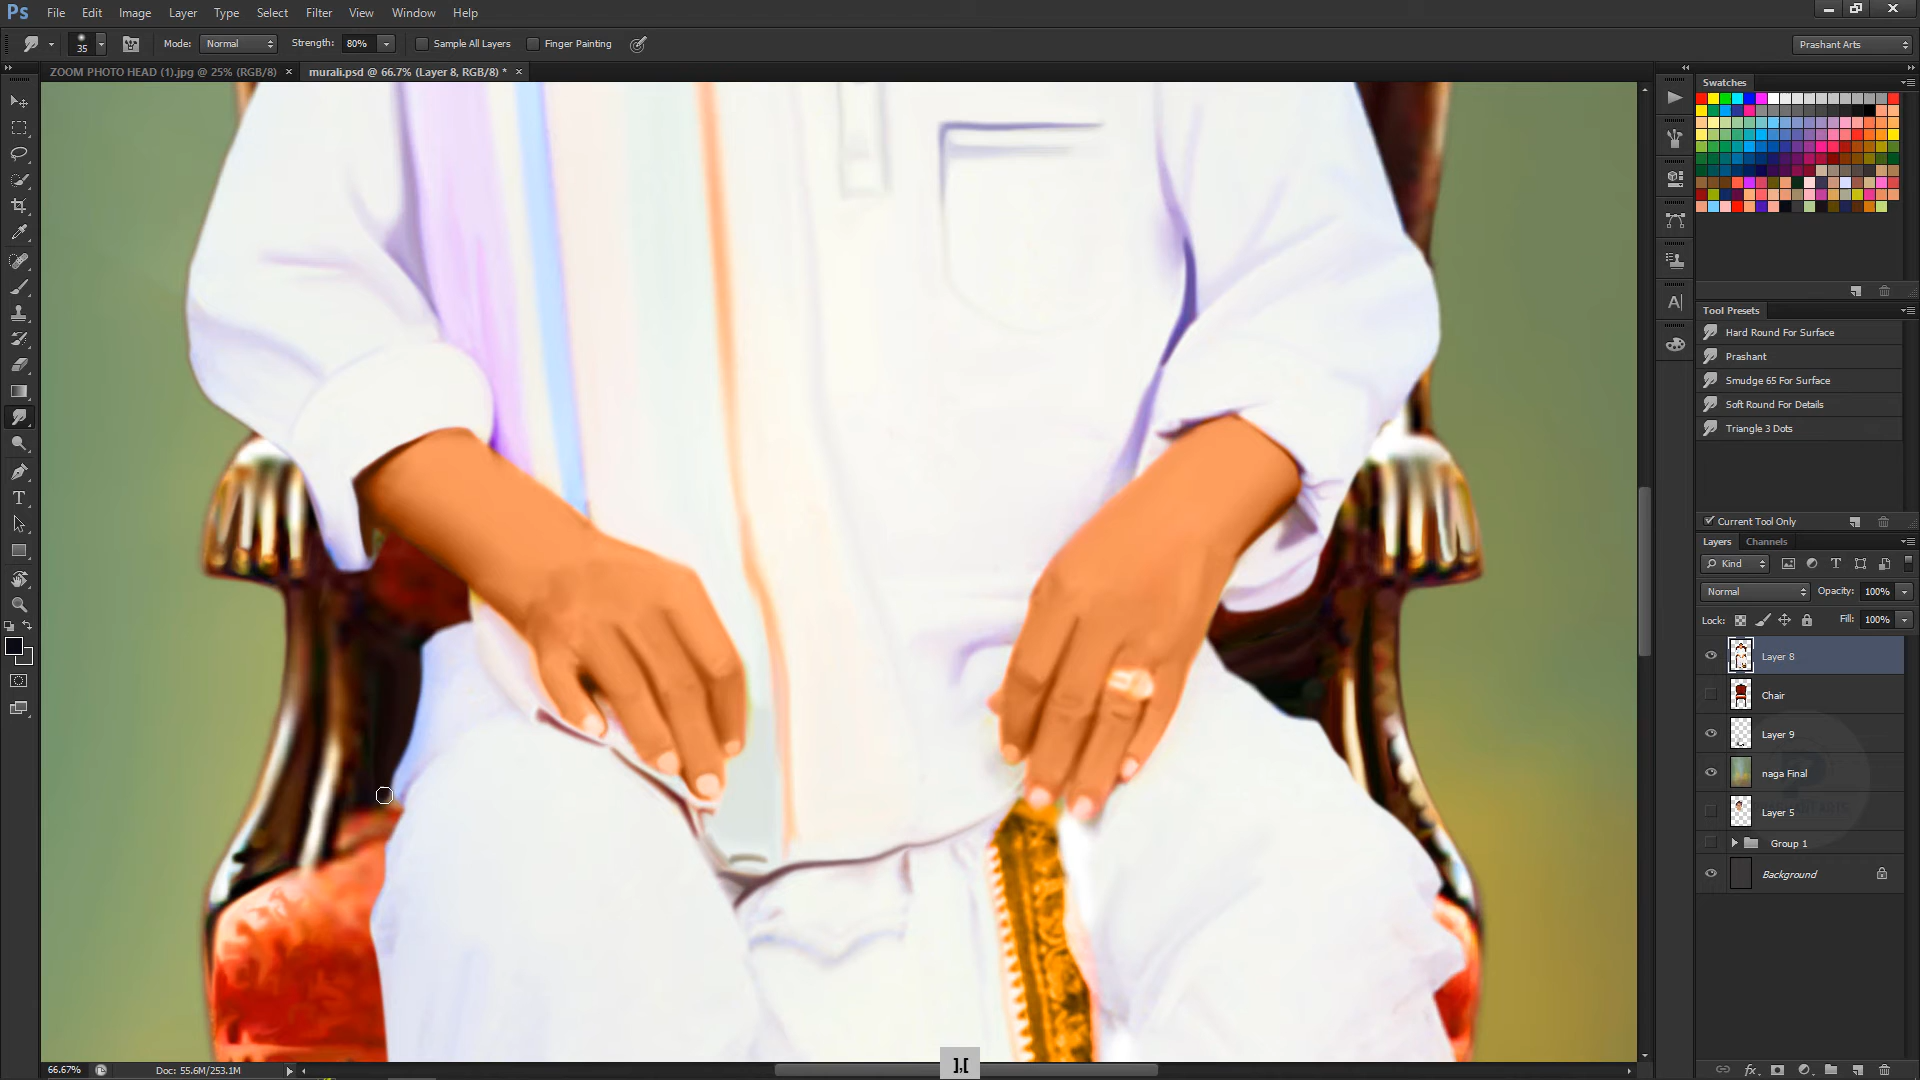 Ps File Edit Image Layer Type Select Filter Extract View Window Help
35 Mode: Normal Strength: 80% Sample All Layers Finger Painting Prashant Arts
ZOOM PHOTO HEAD (1).jpg @ 25% (RGB/8) × murali.psd @ 66.7% (Layer 8, RGB/8) * ×
Swatches
Tool Presets
Hard Round For Surface
Prashant
Smudge 65 For Surface
Soft Round For Details
Triangle 3 Dots
Current Tool Only
Layers Channels
Kind
Normal Opacity: 100%
Lock: Fill: 100%
Layer 8
Chair
Layer 9
naga Final
Layer 5
Group 1
Background
66.67% Doc: 55.6M/253.1M
],[